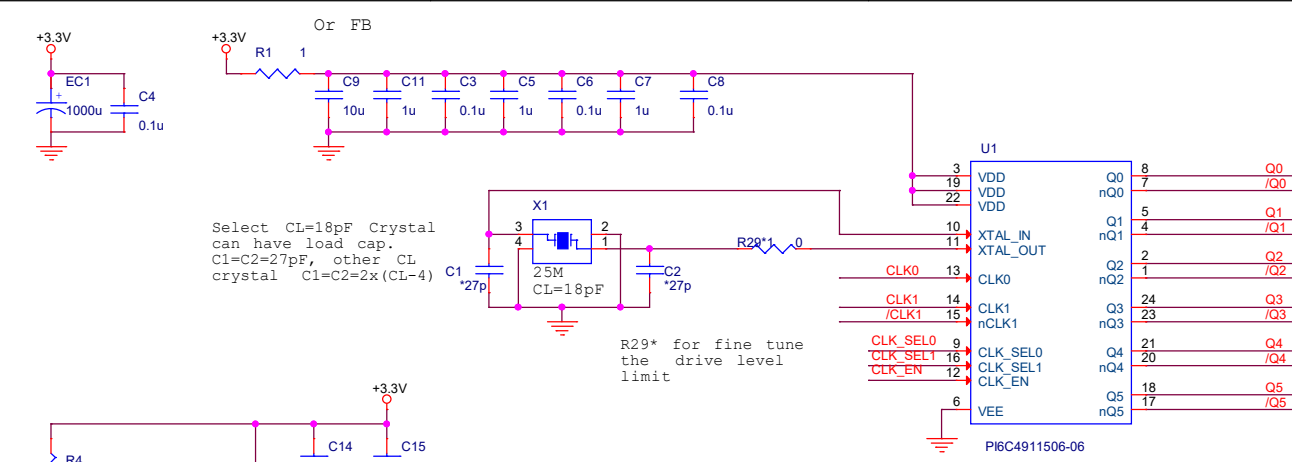 Or FB
+3.3V
+3.3V
R1 1
EC1
1000u
C4
0.1u
C9
10u
C11
1u
C3
0.1u
C5
1u
C6
0.1u
C7
1u
C8
0.1u
Select CL=18pF Crystal
can have load cap.
C1=C2=27pF, other CL
crystal C1=C2=2x(CL-4)
X1
3
4
2
1
25M
CL=18pF
C1
*27p
C2
*27p
R29*1 0
R29* for fine tune
the drive level
limit
U1
3 VDD
19 VDD
22 VDD
10 XTAL_IN
11 XTAL_OUT
CLK0 13 CLK0
CLK1 14 CLK1
/CLK1 15 nCLK1
CLK_SEL0 9 CLK_SEL0
CLK_SEL1 16 CLK_SEL1
CLK_EN 12 CLK_EN
6 VEE
Q0 8 Q0
nQ0 7 /Q0
Q1 5 Q1
nQ1 4 /Q1
Q2 2 Q2
nQ2 1 /Q2
Q3 24 Q3
nQ3 23 /Q3
Q4 21 Q4
nQ4 20 /Q4
Q5 18 Q5
nQ5 17 /Q5
PI6C4911506-06
+3.3V
C14
C15
R4